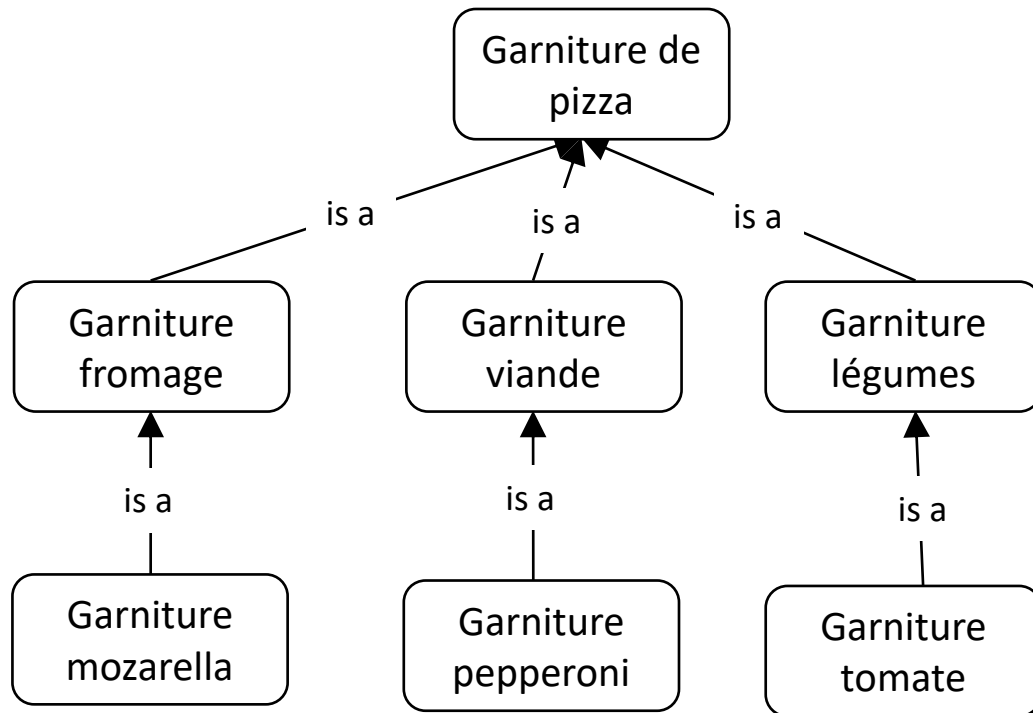 Garniture de
pizza
is a
is a
is a
Garniture
fromage
Garniture
viande
Garniture
légumes
is a
is a
is a
Garniture
mozarella
Garniture
pepperoni
Garniture
tomate